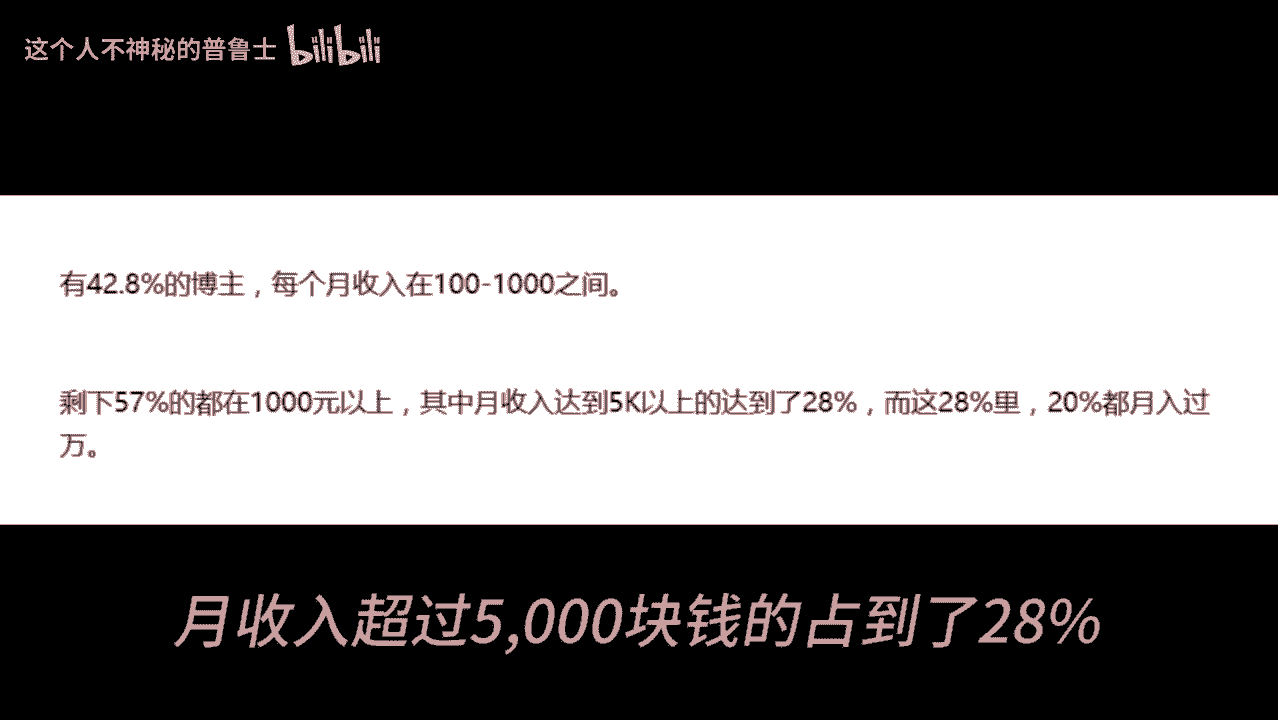 这个人不神秘的普鲁士 bilibili
有42.8%的博主，每个月收入在100-1000之间。
剩下57%的都在1000元以上，其中月收入达到5K以上的达到了28%，而这28%里，20%都月入过
万。
月收入超过5,000块钱的占到了28%